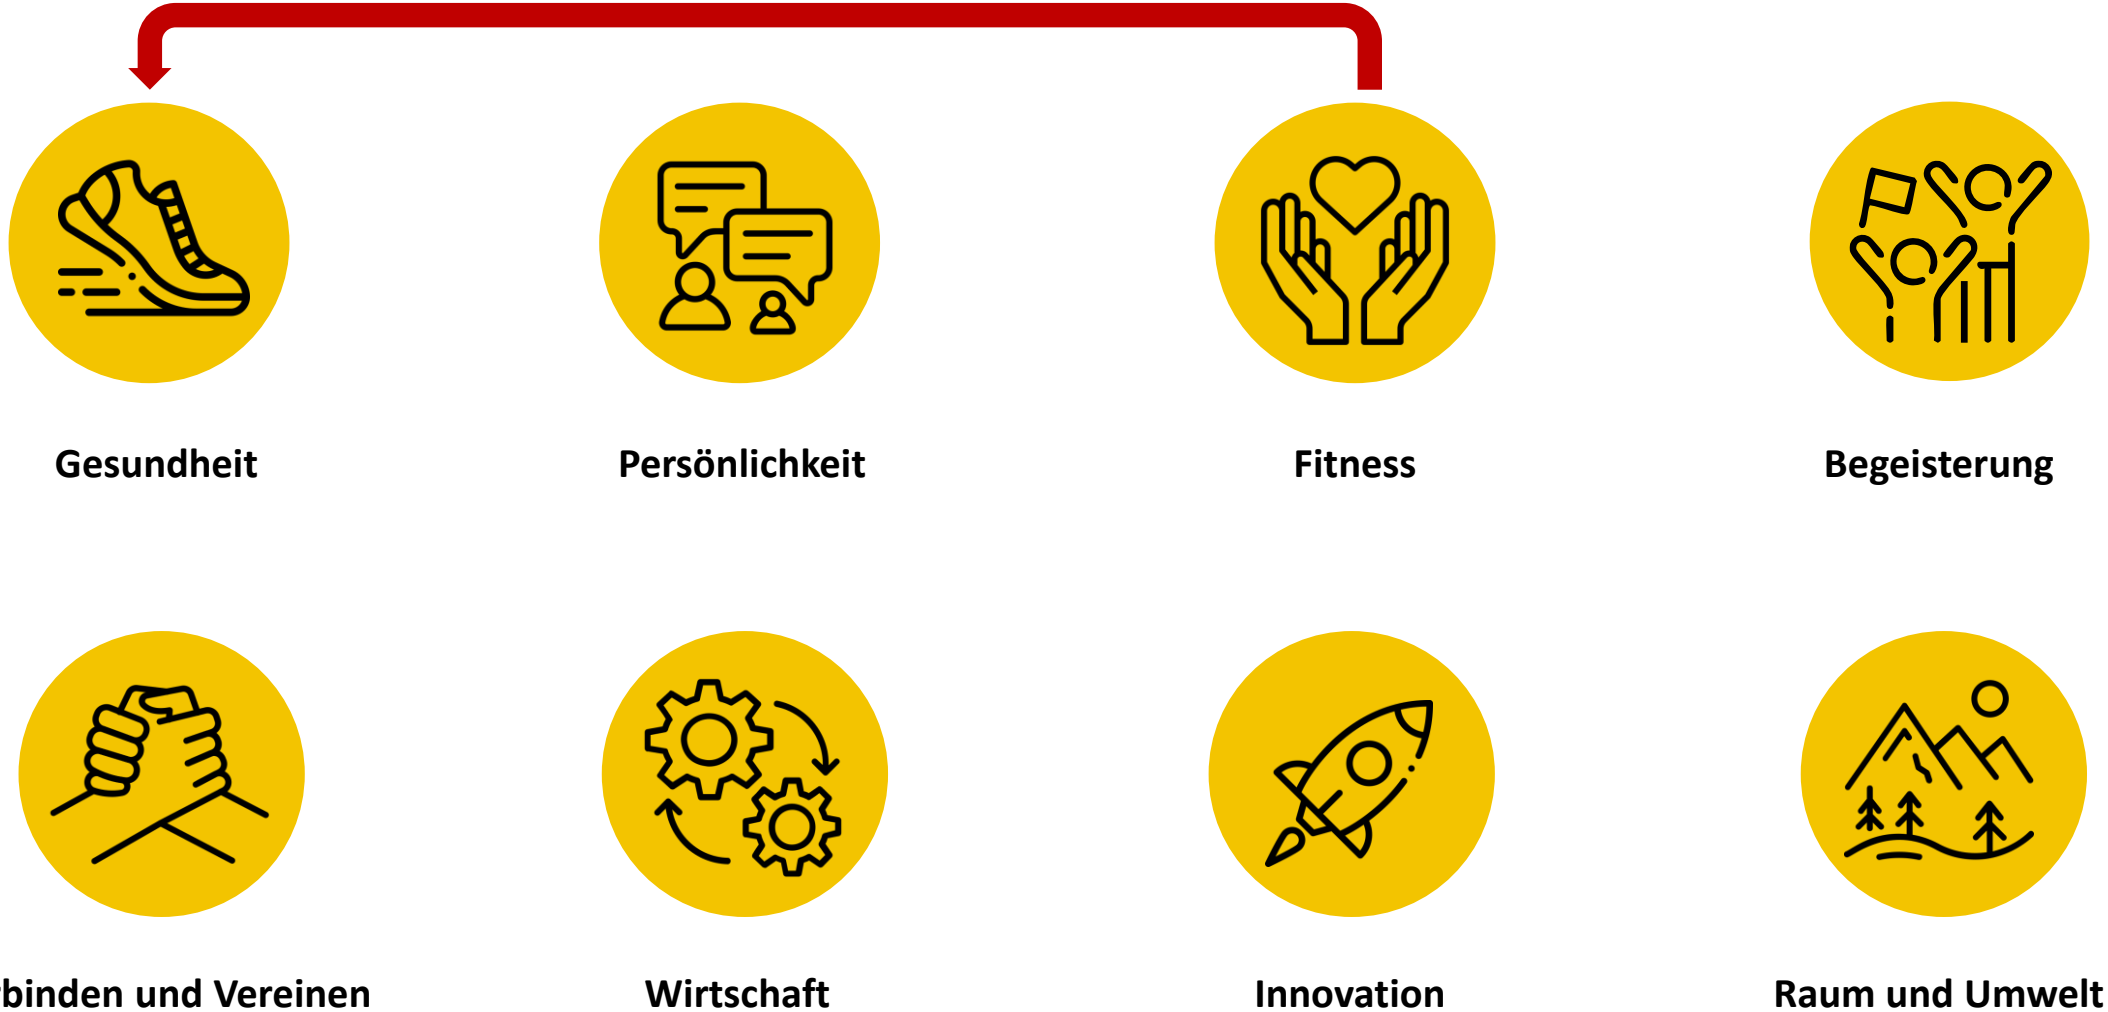 Gesundheit
Persönlichkeit
Fitness
Begeisterung
binden und Vereinen
Wirtschaft
Innovation
Raum und Umwelt